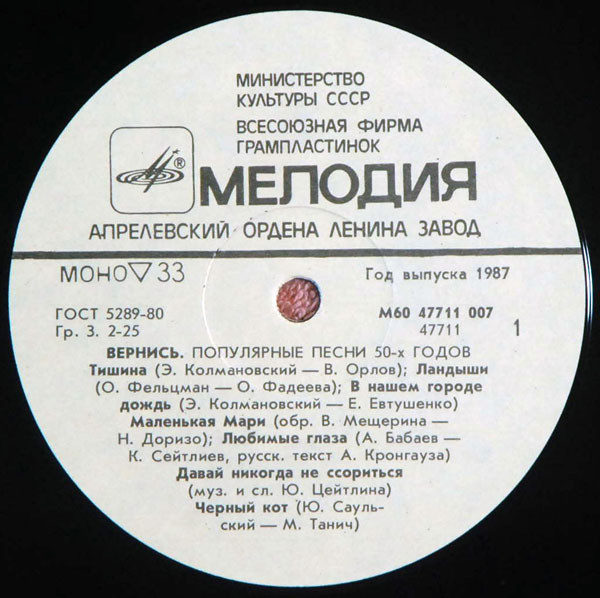 МИНИСТЕРСТВО
КУЛЬТУРЫ СССР
ВСЕСОЮЗНАЯ ФИРМА
ГРАМПЛАСТИНОК
®
МЕЛОДИЯ
АПРЕЛЕВСКИЙ ОРДЕНА ЛЕНИНА ЗАВОД
МОНО ▽ 33
Год выпуска 1987
ГОСТ 5289-80
М60 47711 007
Гр. 3. 2-25
47711
1
ВЕРНИСЬ. ПОПУЛЯРНЫЕ ПЕСНИ 50-х ГОДОВ
Тишина (Э. Колмановский — В. Орлов); Ландыши
(О. Фельцман — О. Фадеева); В нашем городе
дождь (Э. Колмановский — Е. Евтушенко)
Маленькая Мари (обр. В. Мещерина —
Н. Доризо); Любимые глаза (А. Бабаев —
К. Сейтлиев, русск. текст А. Кронгауза)
Давай никогда не ссориться
(муз. и сл. Ю. Цейтлина)
Черный кот (Ю. Sауль-
ский — М. Танич)